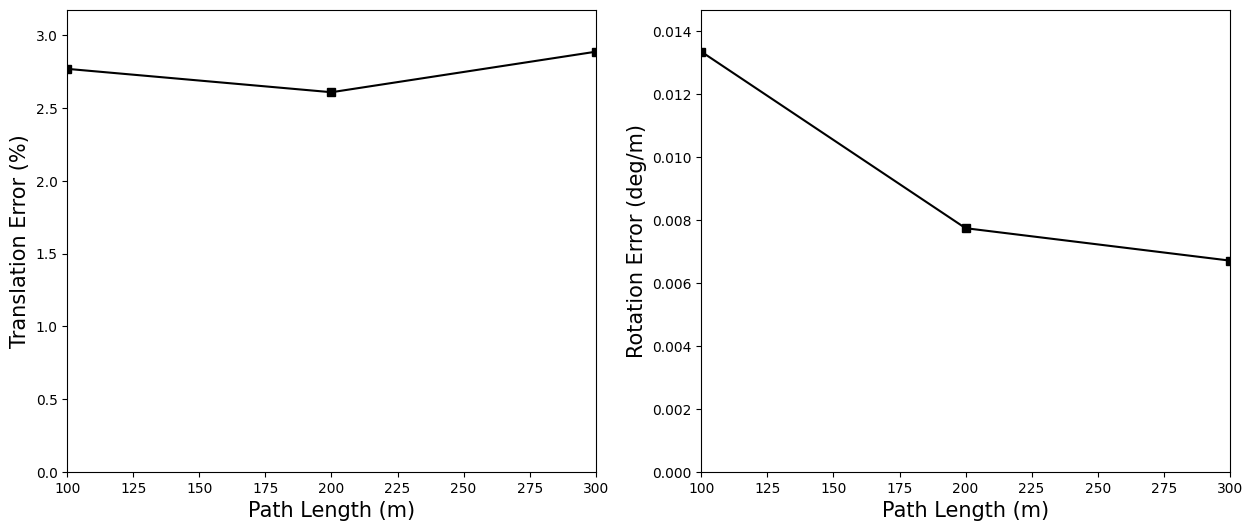 3.0
2.5
2.0
1.5
1.0
0.5
0.0
Translation Error (%)
100 125 150 175 200 225 250 275 300
Path Length (m)
0.014
0.012
0.010
0.008
0.006
0.004
0.002
0.000
Rotation Error (deg/m)
100 125 150 175 200 225 250 275 300
Path Length (m)